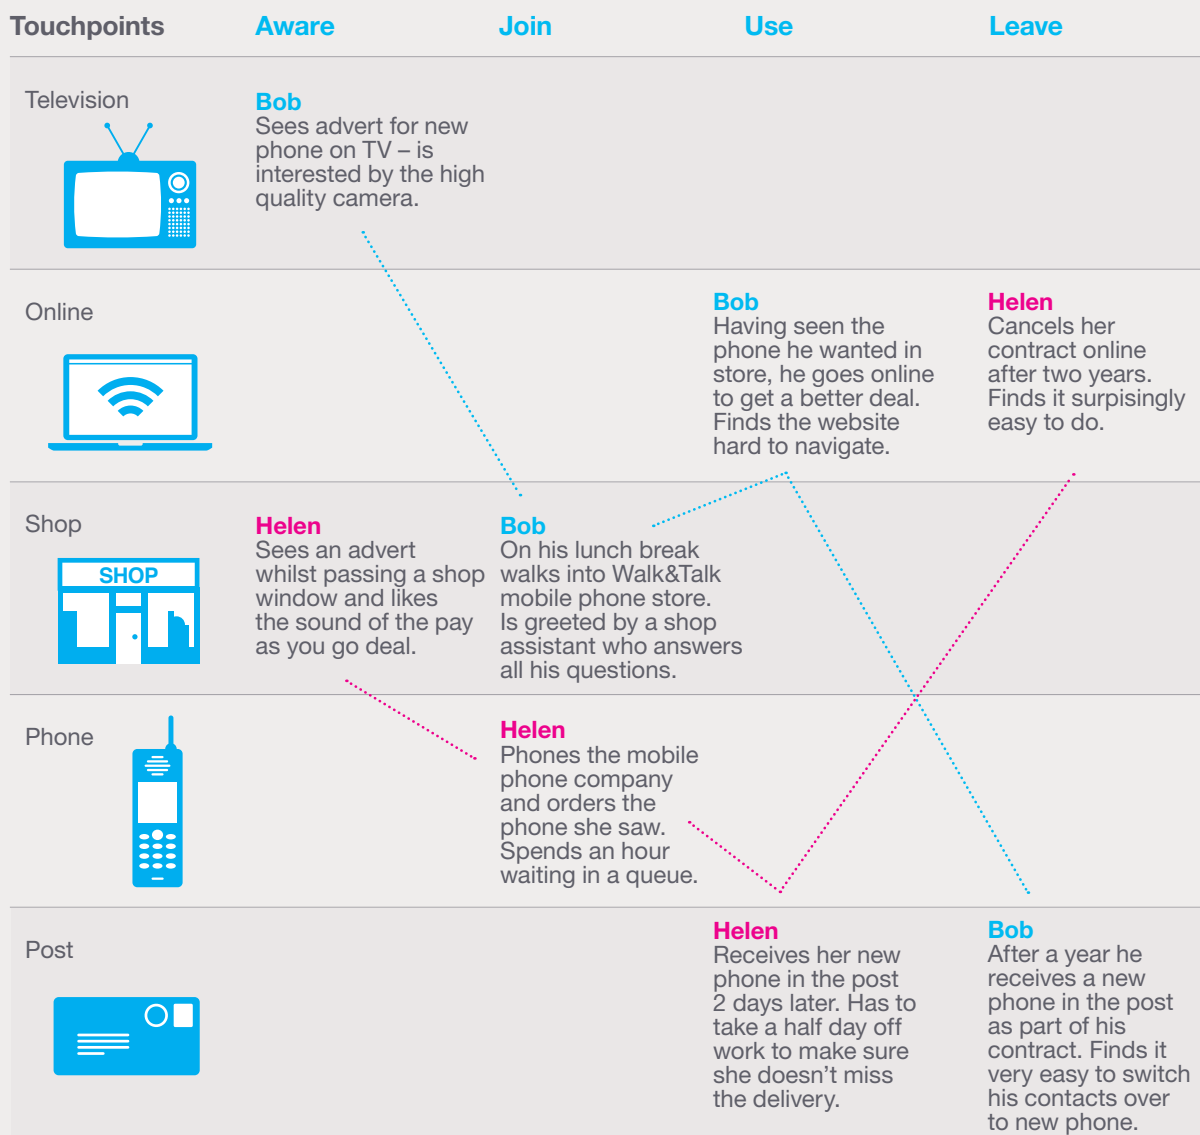 Touchpoints Aware Join Use Leave
Television
Bob
Sees advert for new
phone on TV – is
interested by the high
quality camera.
Online
Bob
Having seen the
phone he wanted in
store, he goes online
to get a better deal.
Finds the website
hard to navigate.
Helen
Cancels her
contract online
after two years.
Finds it surpisingly
easy to do.
Shop
SHOP
Helen
Sees an advert
whilst passing a shop
window and likes
the sound of the pay
as you go deal.
Bob
On his lunch break
walks into Walk&Talk
mobile phone store.
Is greeted by a shop
assistant who answers
all his questions.
Phone
Helen
Phones the mobile
phone company
and orders the
phone she saw.
Spends an hour
waiting in a queue.
Post
Helen
Receives her new
phone in the post
2 days later. Has to
take a half day off
work to make sure
she doesn’t miss
the delivery.
Bob
After a year he
receives a new
phone in the post
as part of his
contract. Finds it
very easy to switch
his contacts over
to new phone.